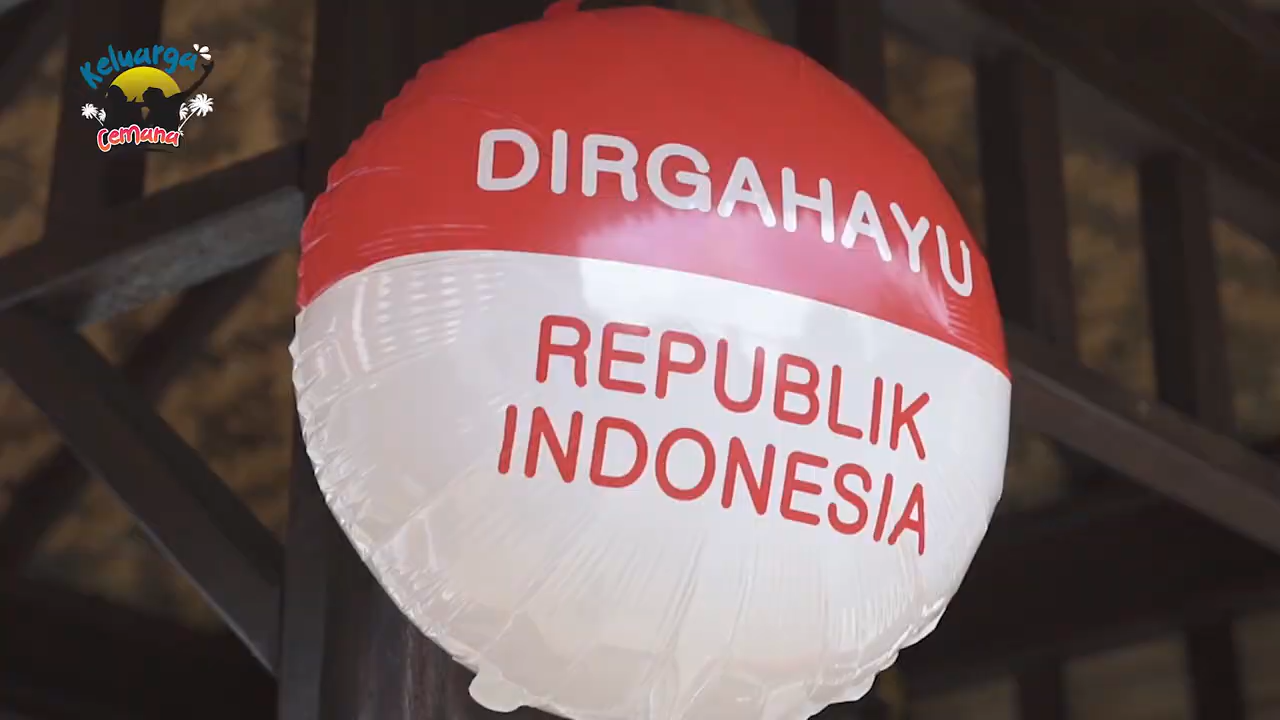 Keluarga
Cemana
DIRGAHAYU
REPUBLIK
INDONESIA